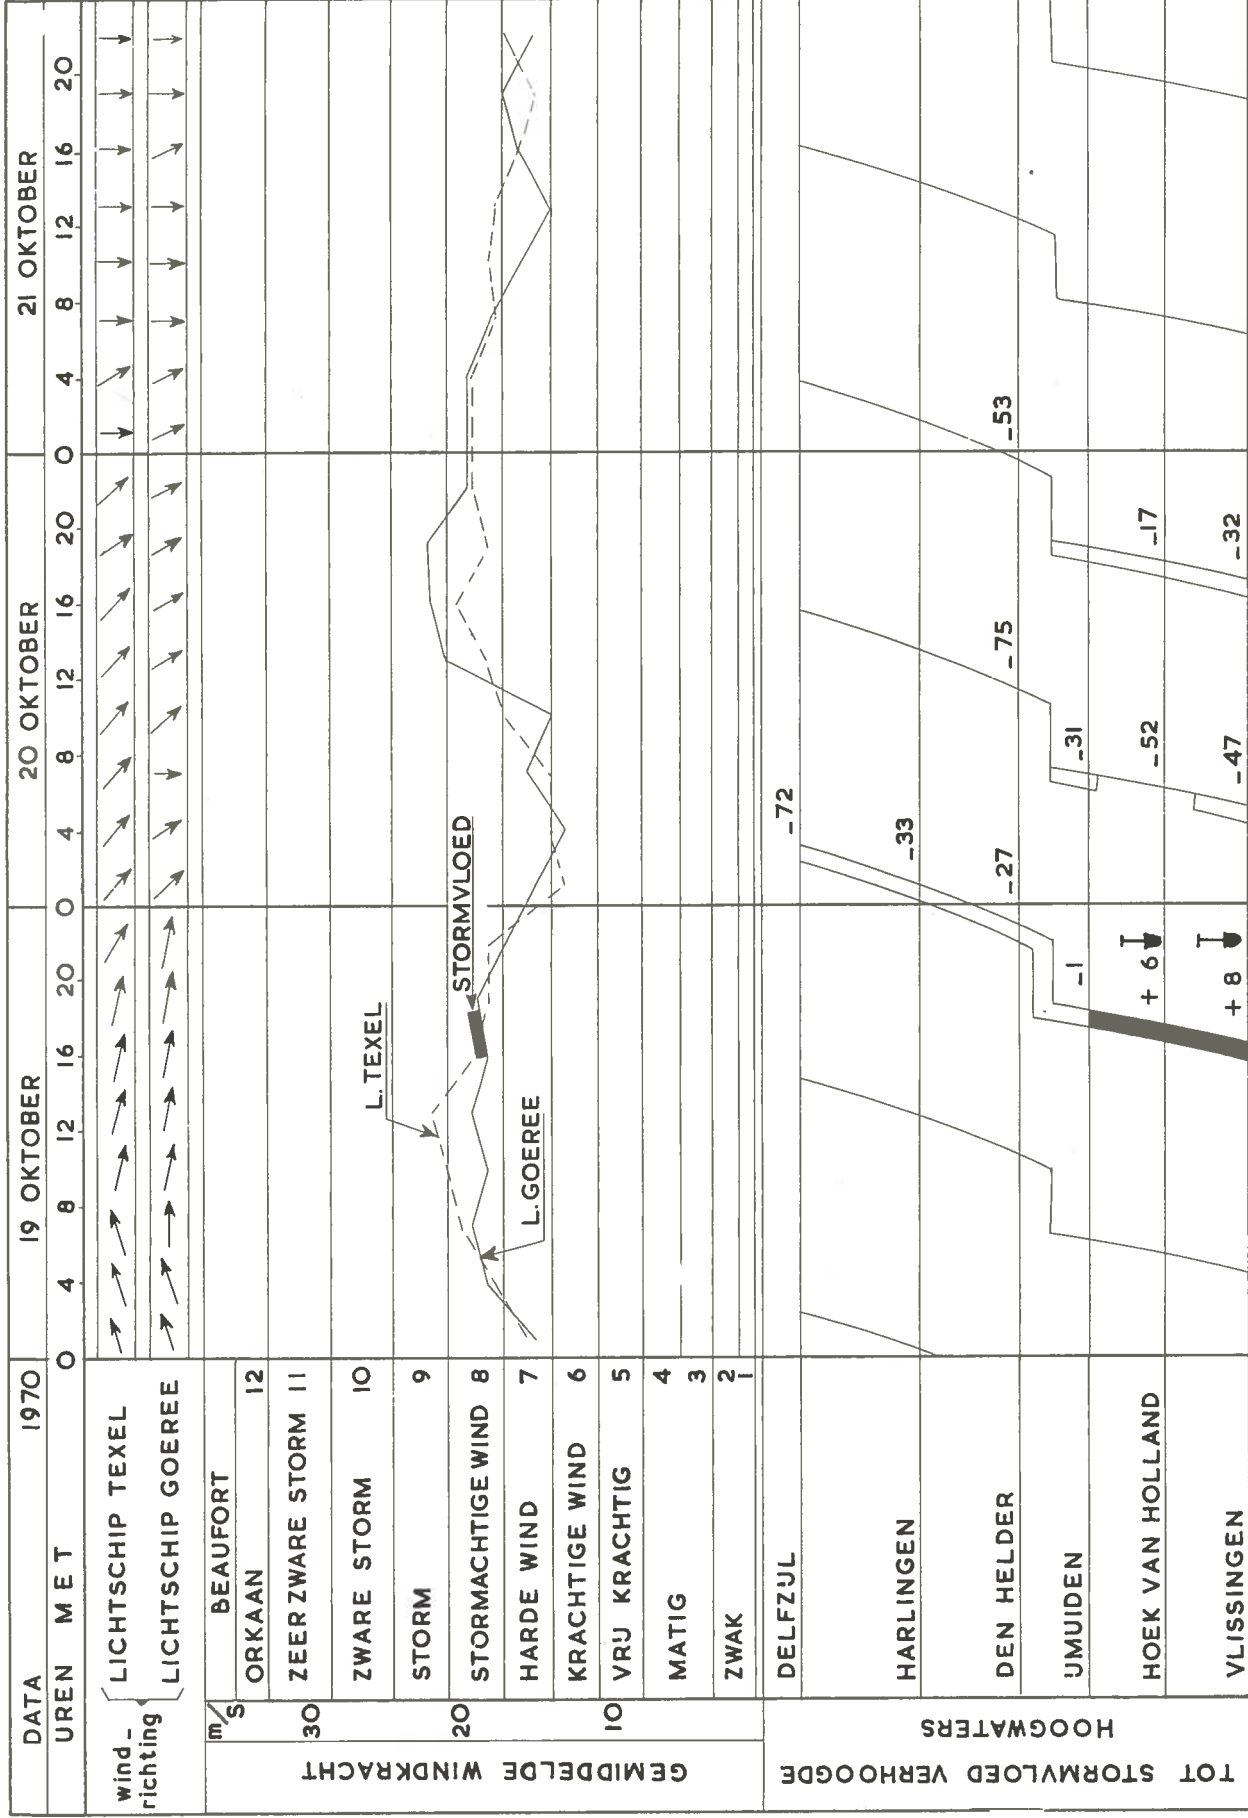 DATA 1970 19 OKTOBER 20 OKTOBER 21 OKTOBER
UREN MET 0 4 8 12 16 20 0 4 8 12 16 20 0 4 8 12 16 20
wind-
richting
LICHTSCHIP TEXEL
LICHTSCHIP GOEREE
GEMIDDELDE WINDKRACHT
m/s
30
20
10
BEAUFORT
ORKAAN 12
ZEER ZWARE STORM 11
ZWARE STORM 10
STORM 9
STORMACHTIGE WIND 8
HARDE WIND 7
KRACHTIGE WIND 6
VRIJ KRACHTIG 5
MATIG 4
3
ZWAK 2
1
L. TEXEL
STORMVLOED
L. GOEREE
TOT STORMVLOED VERHOOGDE
HOOGWATERS
DELFZIJL -72
HARLINGEN -33
DEN HELDER -27 -75 -53
IJMUIDEN -1 -31
HOEK VAN HOLLAND + 6 -52 -17
VLISSINGEN + 8 -47 -32